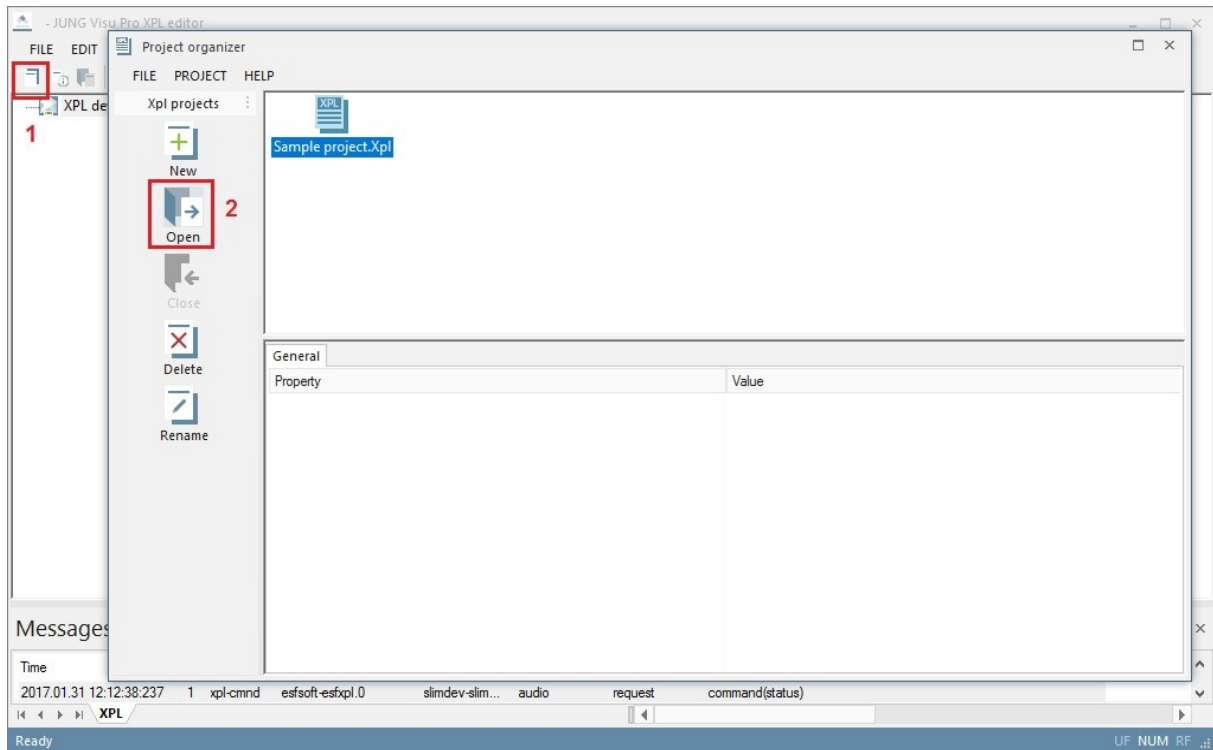 - JUNG Visu Pro XPL editor
FILE EDIT
Project organizer
FILE PROJECT HELP
1
XPL de
Xpl projects
New
2
Open
Close
Delete
Rename
XPL
Sample project.Xpl
General
Property Value
Messages
Time
2017.01.31 12:12:38:237 1 xpl-cmnd esfsoft-esfxpl.0 slimdev-slim... audio request command(status)
XPL
Ready UF NUM RF